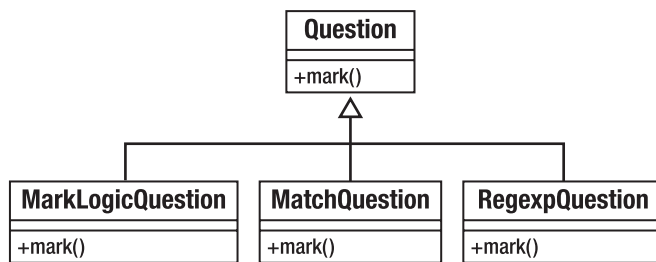 Question
+mark()
MarkLogicQuestion
MatchQuestion
RegexpQuestion
+mark()
+mark()
+mark()